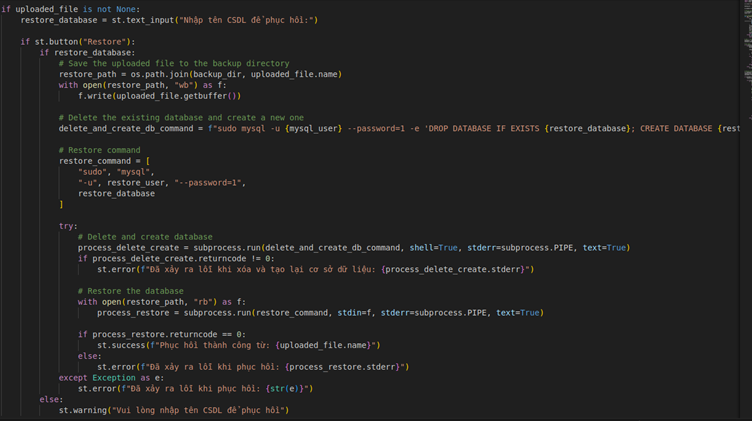 if uploaded_file is not None:
restore_database = st.text_input("Nhập tên CSDL để phục hồi:")
if st.button("Restore"):
if restore_database:
# Save the uploaded file to the backup directory
restore_path = os.path.join(backup_dir, uploaded_file.name)
with open(restore_path, "wb") as f:
f.write(uploaded_file.getbuffer())
# Delete the existing database and create a new one
delete_and_create_db_command = f"sudo mysql -u {mysql_user} --password=1 -e 'DROP DATABASE IF EXISTS {restore_database}; CREATE DATABASE {rest
# Restore command
restore_command = [
"sudo", "mysql",
"-u", restore_user, "--password=1",
restore_database
]
try:
# Delete and create database
process_delete_create = subprocess.run(delete_and_create_db_command, shell=True, stderr=subprocess.PIPE, text=True)
if process_delete_create.returncode != 0:
st.error(f"Đã xảy ra lỗi khi xóa và tạo lại cơ sở dữ liệu: {process_delete_create.stderr}")
# Restore the database
with open(restore_path, "rb") as f:
process_restore = subprocess.run(restore_command, stdin=f, stderr=subprocess.PIPE, text=True)
if process_restore.returncode == 0:
st.success(f"Phục hồi thành công từ: {uploaded_file.name}")
else:
st.error(f"Đã xảy ra lỗi khi phục hồi: {process_restore.stderr}")
except Exception as e:
st.error(f"Đã xảy ra lỗi khi phục hồi: {str(e)}")
else:
st.warning("Vui lòng nhập tên CSDL để phục hồi")